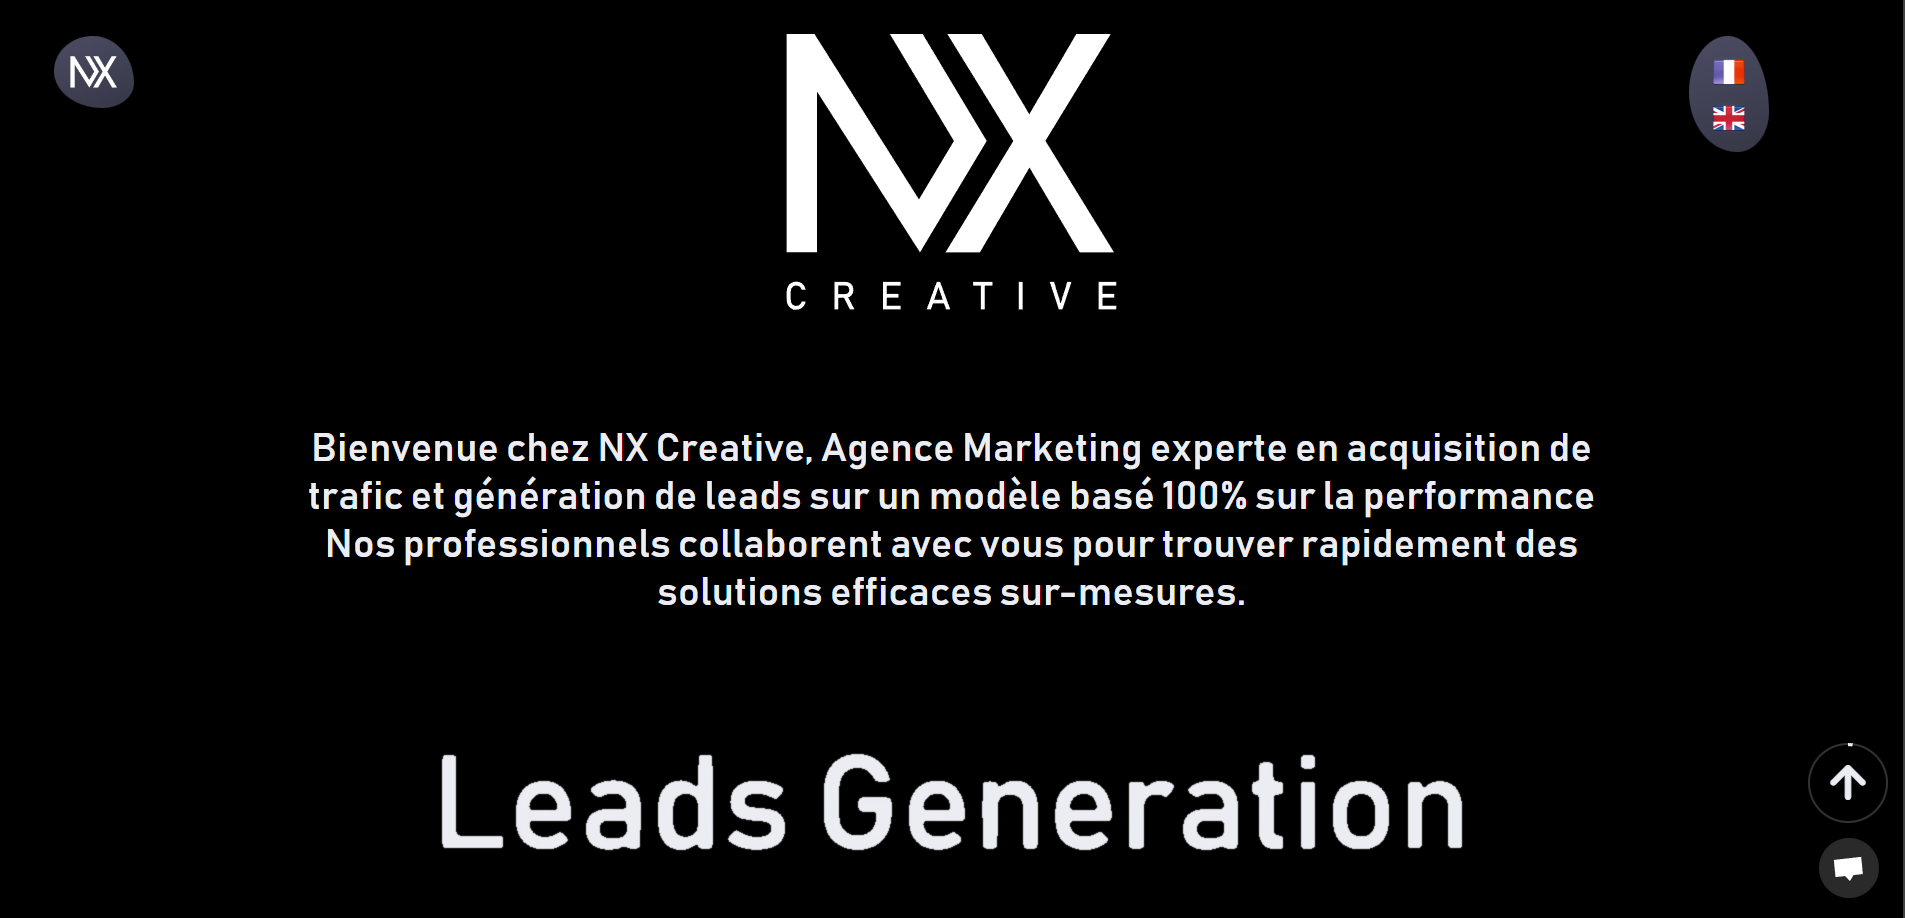 NX
NX
CREATIVE
Bienvenue chez NX Creative, Agence Marketing experte en acquisition de
trafic et génération de leads sur un modèle basé 100% sur la performance
Nos professionnels collaborent avec vous pour trouver rapidement des
solutions efficaces sur-mesures.
Leads Generation